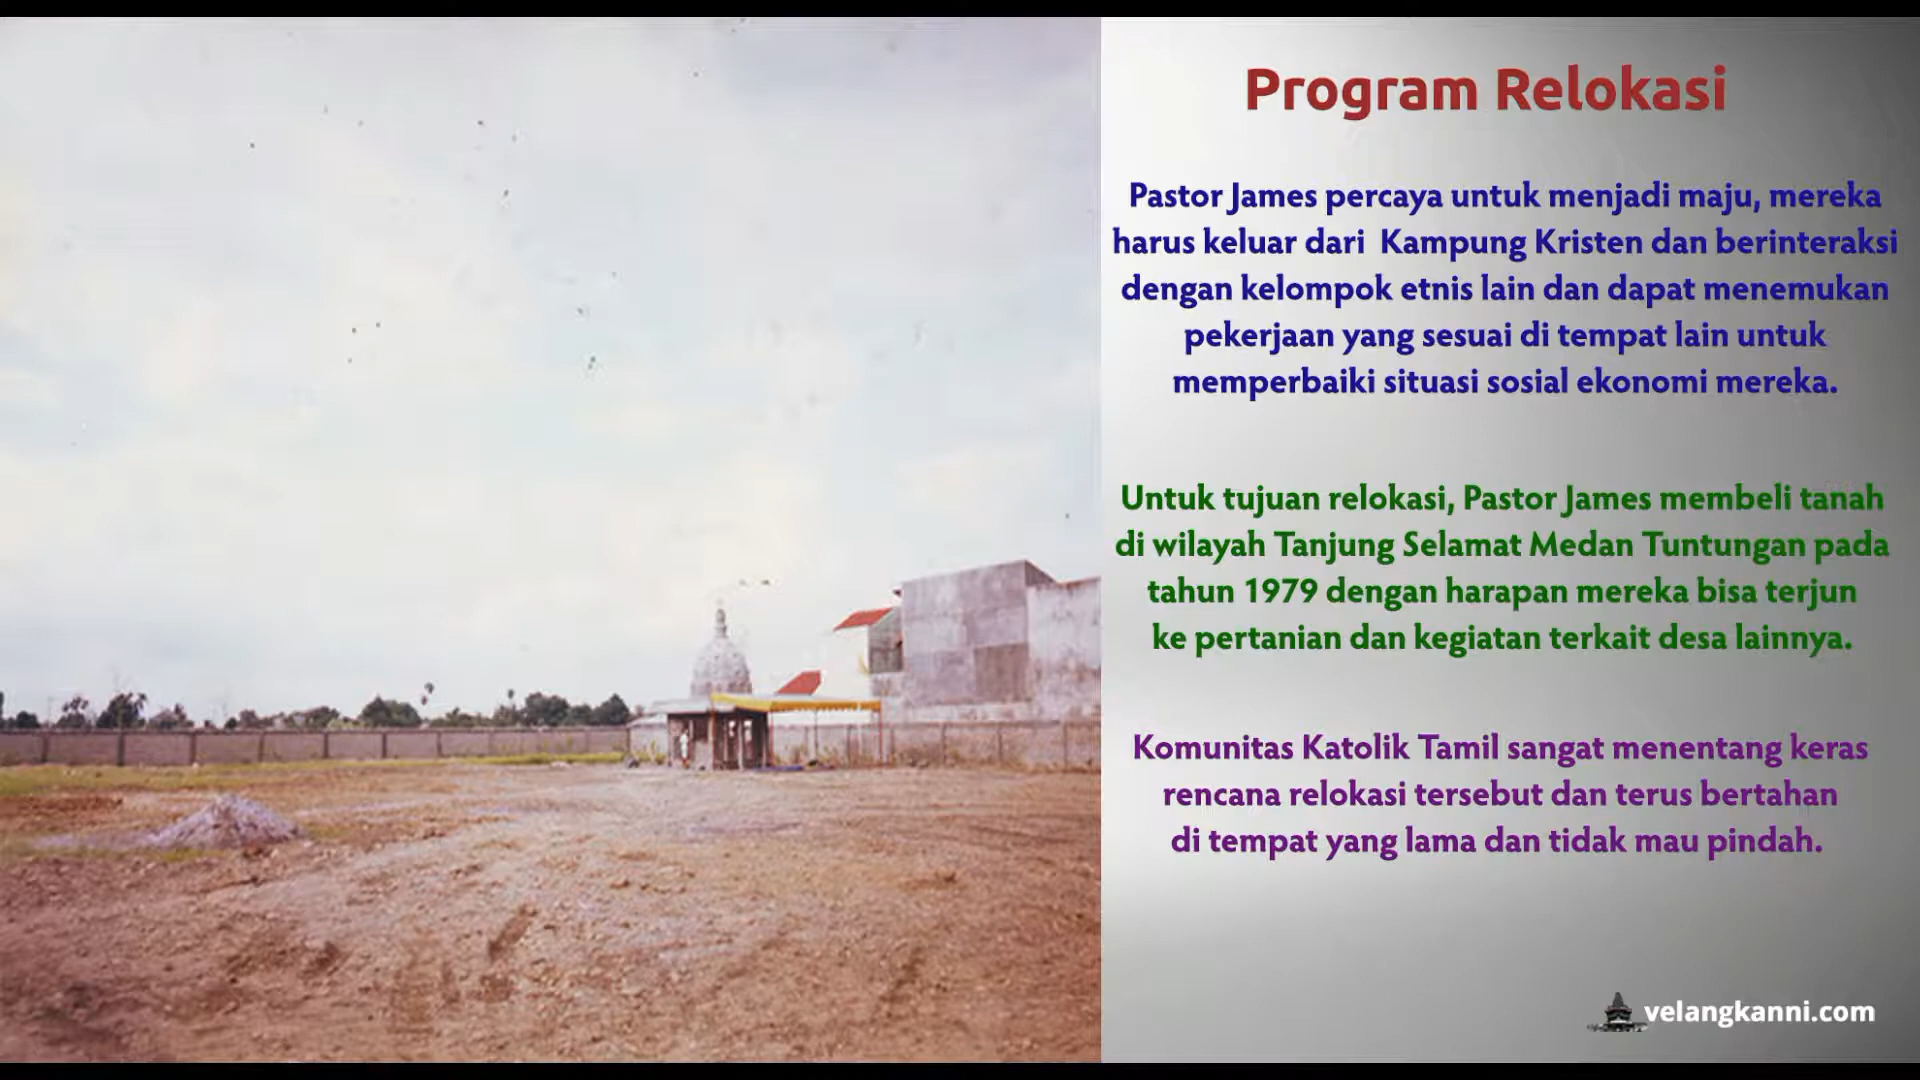 Program Relokasi
Pastor James percaya untuk menjadi maju, mereka
harus keluar dari Kampung Kristen dan berinteraksi
dengan kelompok etnis lain dan dapat menemukan
pekerjaan yang sesuai di tempat lain untuk
memperbaiki situasi sosial ekonomi mereka.
Untuk tujuan relokasi, Pastor James membeli tanah
di wilayah Tanjung Selamat Medan Tuntungan pada
tahun 1979 dengan harapan mereka bisa terjun
ke pertanian dan kegiatan terkait desa lainnya.
Komunitas Katolik Tamil sangat menentang keras
rencana relokasi tersebut dan terus bertahan
di tempat yang lama dan tidak mau pindah.
velangkanni.com